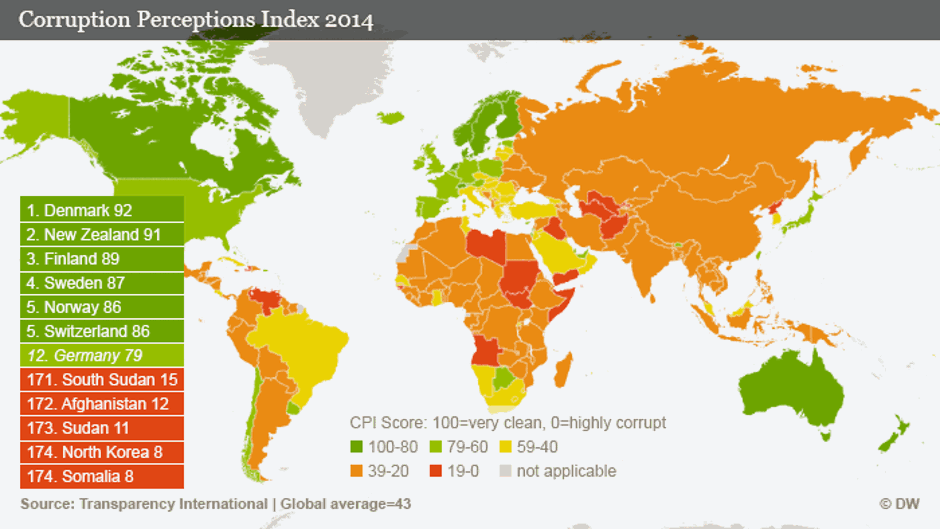 Corruption Perceptions Index 2014
1. Denmark 92
2. New Zealand 91
3. Finland 89
4. Sweden 87
5. Norway 86
5. Switzerland 86
12. Germany 79
171. South Sudan 15
172. Afghanistan 12
173. Sudan 11
174. North Korea 8
174. Somalia 8
CPI Score: 100=very clean, 0=highly corrupt
100-80 79-60 59-40
39-20 19-0 not applicable
Source: Transparency International | Global average=43
© DW